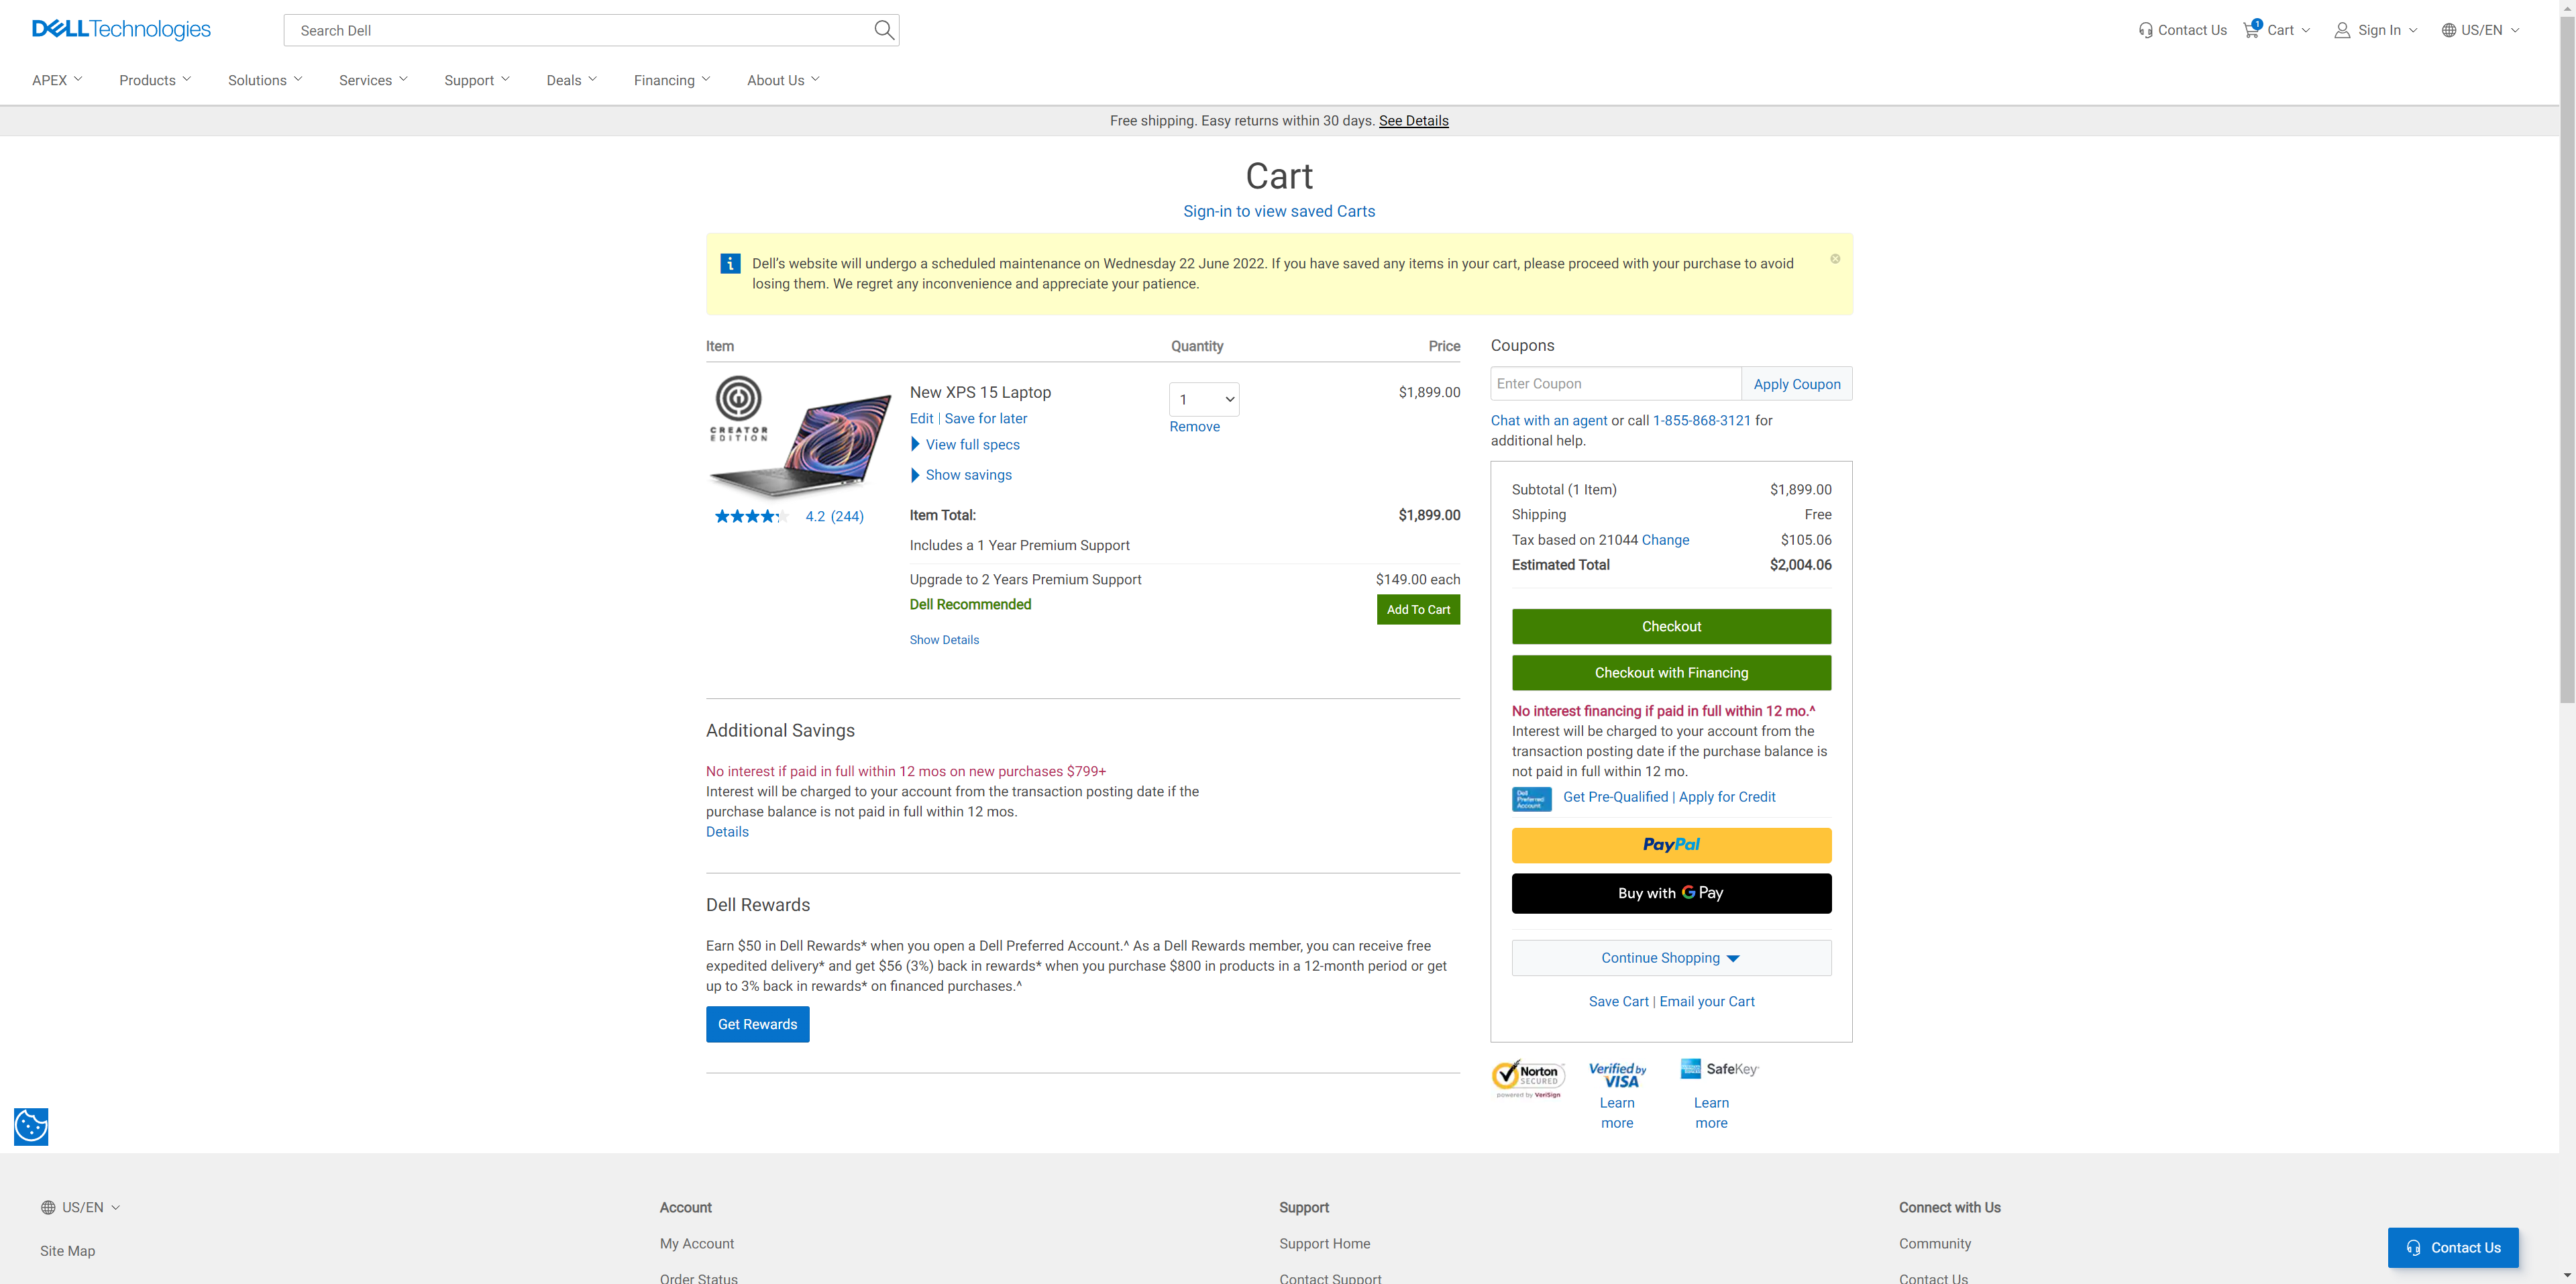 DELL Technologies
Search Dell
Contact Us
1
Cart
Sign In
US/EN
APEX
Products
Solutions
Services
Support
Deals
Financing
About Us
Free shipping. Easy returns within 30 days. See Details
Cart
Sign-in to view saved Carts
Dell's website will undergo a scheduled maintenance on Wednesday 22 June 2022. If you have saved any items in your cart, please proceed with your purchase to avoid
losing them. We regret any inconvenience and appreciate your patience.
Item
Quantity
Price
CREATOR
EDITION
4.2 (244)
New XPS 15 Laptop
Edit | Save for later
View full specs
Show savings
1
Remove
$1,899.00
Item Total:
$1,899.00
Includes a 1 Year Premium Support
Upgrade to 2 Years Premium Support
$149.00 each
Dell Recommended
Add To Cart
Show Details
Additional Savings
No interest if paid in full within 12 mos on new purchases $799+
Interest will be charged to your account from the transaction posting date if the
purchase balance is not paid in full within 12 mos.
Details
Dell Rewards
Earn $50 in Dell Rewards* when you open a Dell Preferred Account.^ As a Dell Rewards member, you can receive free
expedited delivery* and get $56 (3%) back in rewards* when you purchase $800 in products in a 12-month period or get
up to 3% back in rewards* on financed purchases.^
Get Rewards
Coupons
Enter Coupon
Apply Coupon
Chat with an agent or call 1-855-868-3121 for
additional help.
Subtotal (1 Item)
$1,899.00
Shipping
Free
Tax based on 21044 Change
$105.06
Estimated Total
$2,004.06
Checkout
Checkout with Financing
No interest financing if paid in full within 12 mo.^
Interest will be charged to your account from the
transaction posting date if the purchase balance is
not paid in full within 12 mo.
Dell
Preferred
Account
Get Pre-Qualified | Apply for Credit
PayPal
Buy with G Pay
Continue Shopping
Save Cart | Email your Cart
Norton
SECURED
powered by VeriSign
Verified by
VISA
Learn
more
SafeKey
Learn
more
US/EN
Site Map
Account
My Account
Order Status
Support
Support Home
Contact Support
Connect with Us
Community
Contact Us
Contact Us